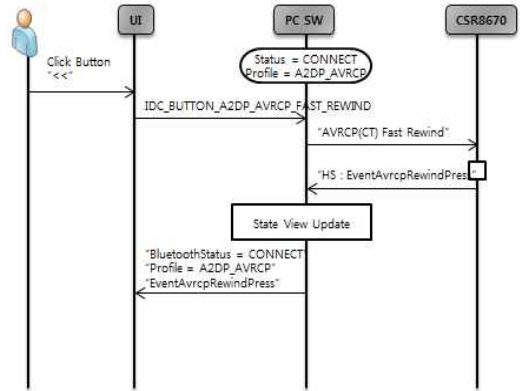 UI
PC SW
CSR8670
Click Button
"<<"
Status = CONNECT
Profile = A2DP_AVRCP
IDC_BUTTON_A2DP_AVRCP_FAST_REWIND
"AVRCP(CT) Fast Rewind"
"HS : EventAvrcpRewindPress"
State View Update
"BluetoothStatus = CONNECT"
"Profile = A2DP_AVRCP"
"EventAvrcpRewindPress"